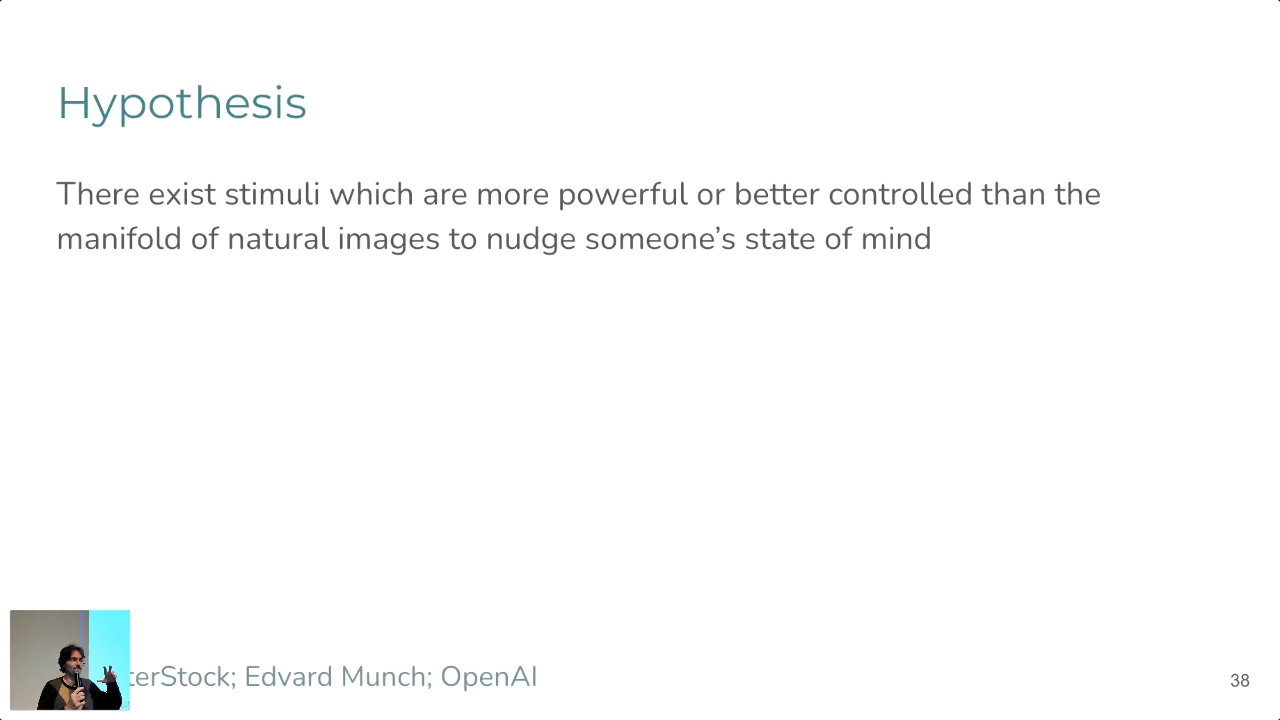 Hypothesis
There exist stimuli which are more powerful or better controlled than the
manifold of natural images to nudge someone’s state of mind
terStock; Edvard Munch; OpenAI
38